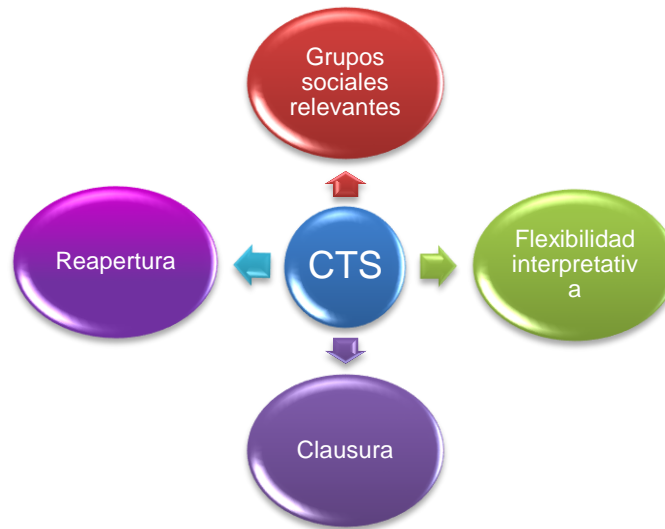 Grupos
sociales
relevantes
Reapertura
CTS
Flexibilidad
interpretativ
a
Clausura